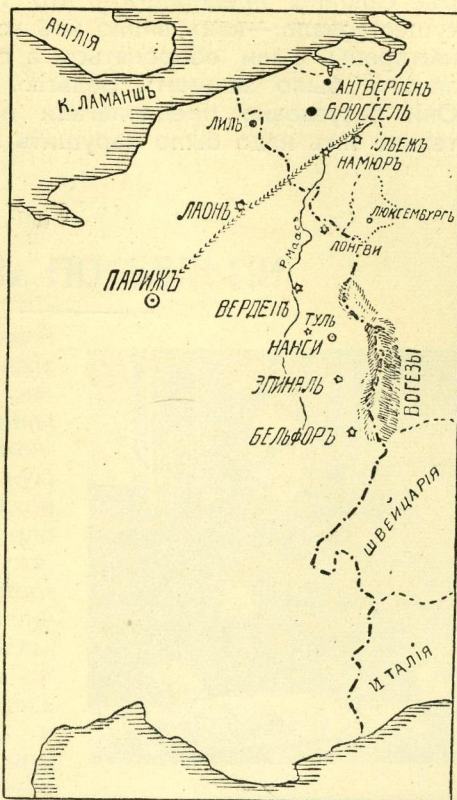 АНГЛІЯ
К. ЛАМАНШЪ
АНТВЕРПЕНЪ
БРЮССЕЛЬ
ЛИЛЬ
ЛЬЕЖЪ
НАМЮРЪ
ЛАОНЪ
ЛЮКСЕМБУРГЪ
Р. Маасъ
ЛОНГВИ
ПАРИЖЪ
ВЕРДЕНЪ
ТУЛЬ
НАНСИ
ЭПИНАЛЬ
ВОГЕЗЫ
БЕЛЬФОРЪ
ШВЕЙЦАРІЯ
ИТАЛІЯ